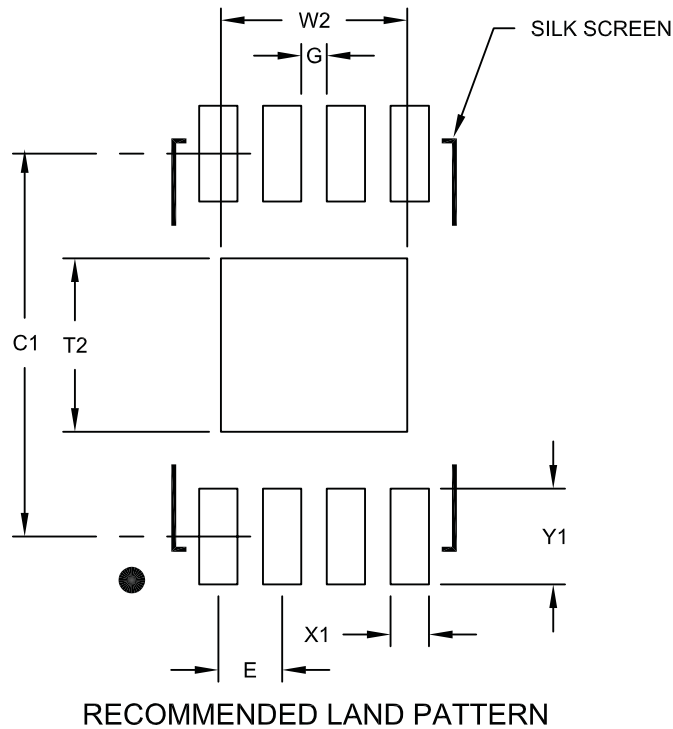 W2
SILK SCREEN
G
C1
T2
Y1
X1
E
RECOMMENDED LAND PATTERN